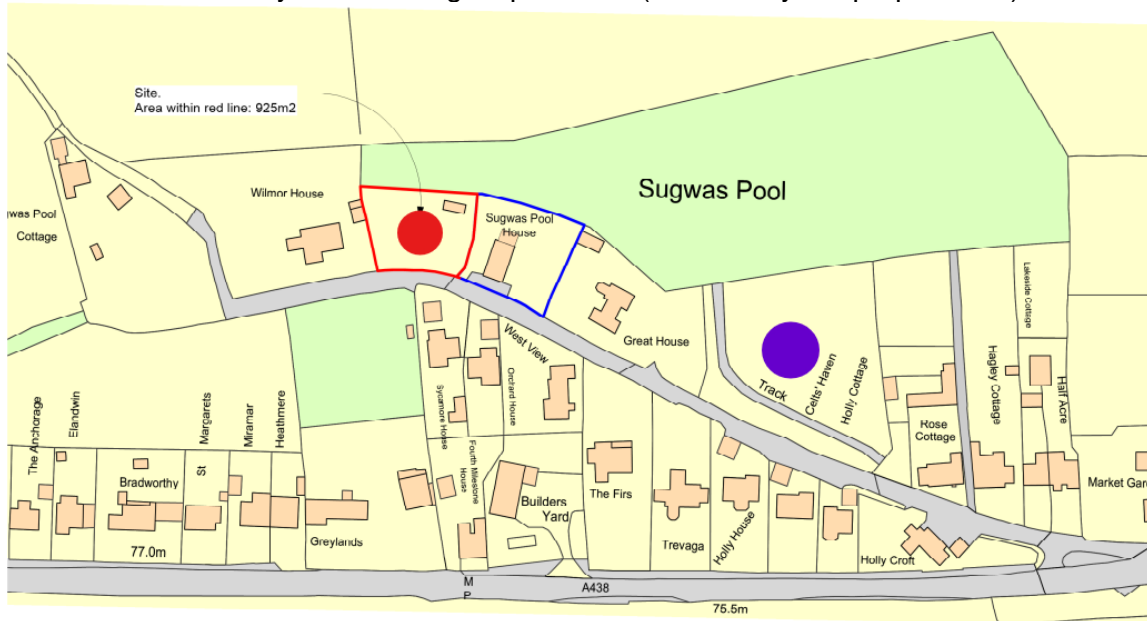 Site.
Area within red line: 925m2
Sugwas Pool
Wilmor House
Sugwas Pool
House
gwas Pool
Cottage
Great House
West View
Orchard House
Sycamore House
Fourth Milestone
House
Track
Celts' Haven
Holly Cottage
Lakeside Cottage
Hagley Cottage
Half Acre
Rose
Cottage
Market Gar
The Anchorage
Elandwin
Bradworthy
St
Margarets
Miramar
Heathmere
Greylands
Builders
Yard
The Firs
Trevaga
Holly House
Holly Croft
77.0m
M
P
A438
75.5m